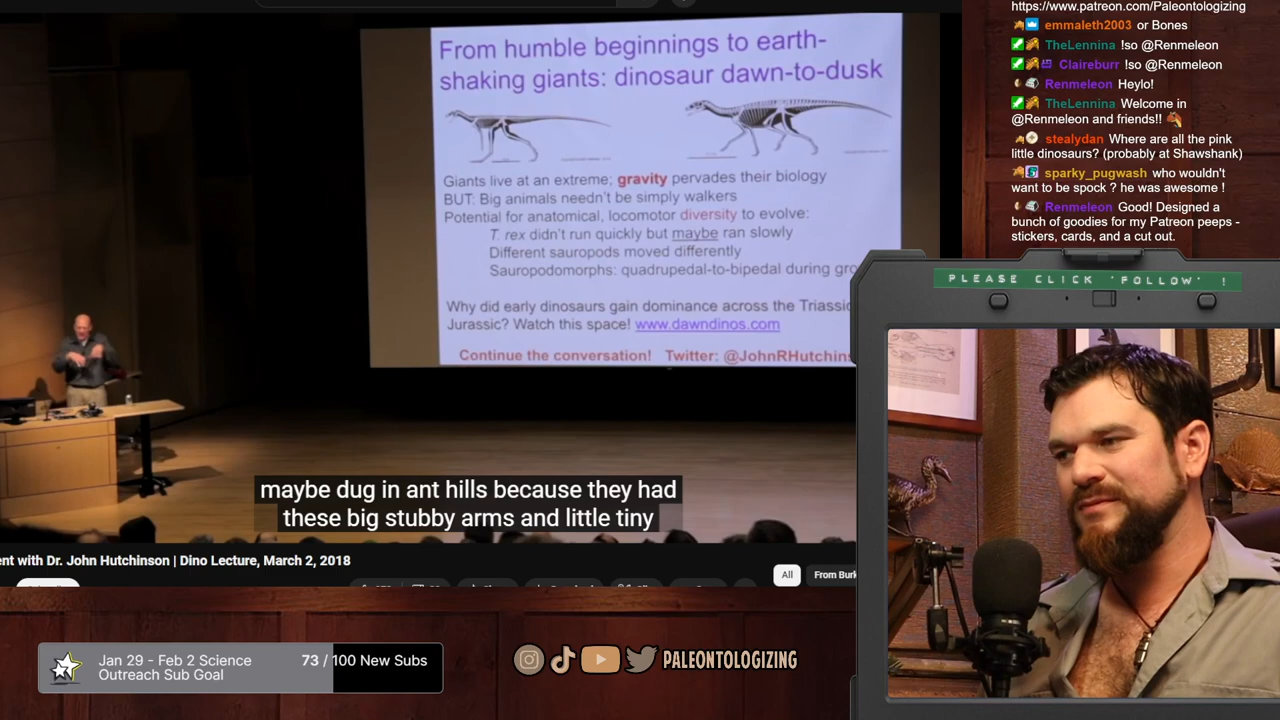 From humble beginnings to earth-
shaking giants: dinosaur dawn-to-dusk
Giants live at an extreme; gravity pervades their biology
BUT: Big animals needn't be simply walkers
Potential for anatomical, locomotor diversity to evolve:
T. rex didn't run quickly but maybe ran slowly
Different sauropods moved differently
Sauropodomorphs: quadrupedal-to-bipedal during
Why did early dinosaurs gain dominance across the Triassic
Jurassic? Watch this space! www.dawndinos.com
Continue the conversation! Twitter: @JohnRHutchins
maybe dug in ant hills because they had
these big stubby arms and little tiny
with Dr. John Hutchinson | Dino Lecture, March 2, 2018
All
From Burk
https://www.patreon.com/Paleontologizing
emmaleth2003 or Bones
TheLennina !so @Renmeleon
Claireburr !so @Renmeleon
Renmeleon Heylo!
TheLennina Welcome in
@Renmeleon and friends!!
stealydan Where are all the pink
little dinosaurs? (probably at Shawshank)
sparky_pugwash who wouldn't
want to be spock ? he was awesome !
Renmeleon Good! Designed a
bunch of goodies for my Patreon peeps -
stickers, cards, and a cut out.
PLEASE CLICK 'FOLLOW' !
Jan 29 - Feb 2 Science
Outreach Sub Goal
73 / 100 New Subs
PALEONTOLOGIZING